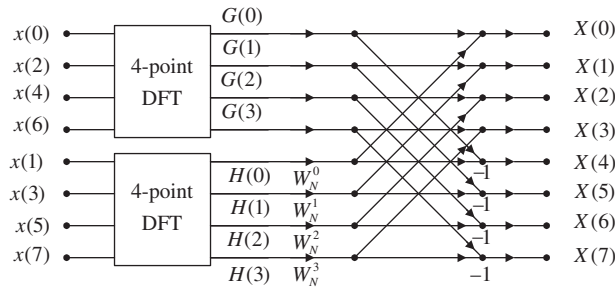 G(0)
x(0) X(0)
G(1)
x(2) X(1)
4-point
G(2)
x(4) DFT X(2)
G(3)
x(6) X(3)
x(1) X(4)
H(0) W_N^0 −1
x(3) 4-point X(5)
H(1) W_N^1 −1
x(5) DFT X(6)
H(2) W_N^2 −1
x(7) X(7)
H(3) W_N^3 −1